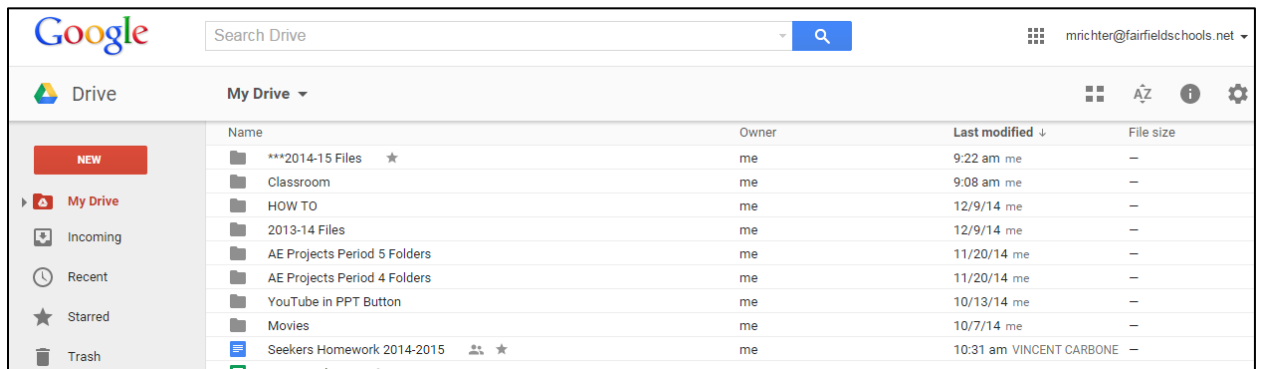 Google Search Drive mrichter@fairfieldschools.net
Drive My Drive AZ
Name Owner Last modified File size
NEW ***2014-15 Files me 9:22 am me –
Classroom me 9:08 am me –
My Drive HOW TO me 12/9/14 me –
Incoming 2013-14 Files me 12/9/14 me –
AE Projects Period 5 Folders me 11/20/14 me –
Recent AE Projects Period 4 Folders me 11/20/14 me –
YouTube in PPT Button me 10/13/14 me –
Starred Movies me 10/7/14 me –
Trash Seekers Homework 2014-2015 me 10:31 am VINCENT CARBONE –